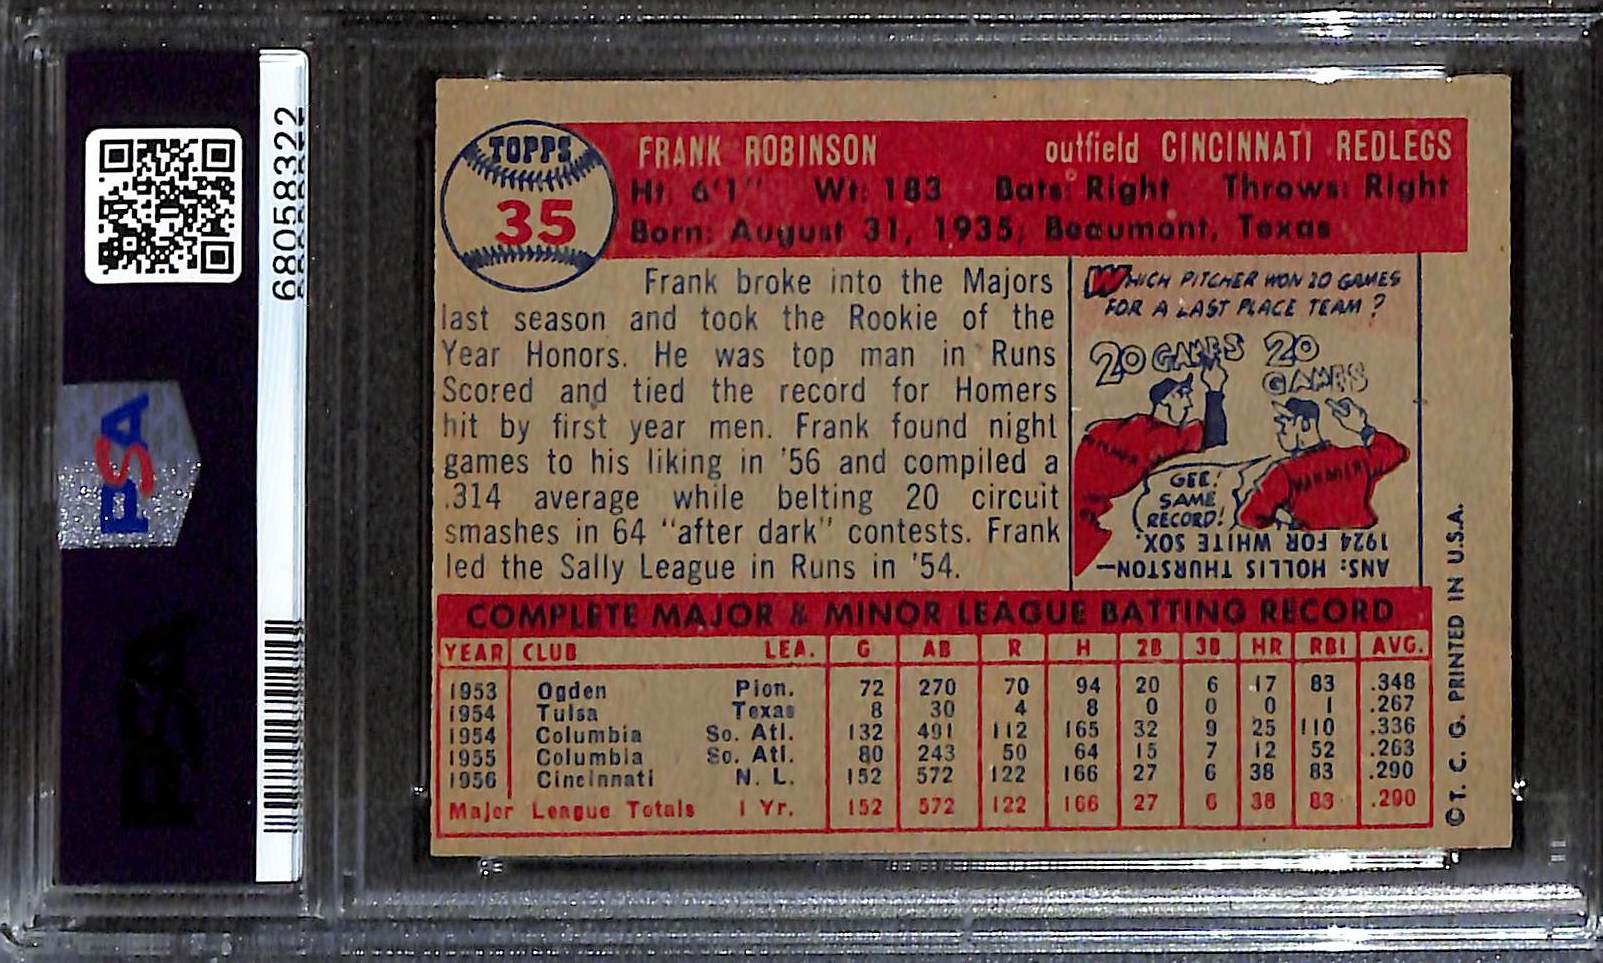 68058322
PSA
TOPPS
35
FRANK ROBINSON outfield CINCINNATI REDLEGS
Ht. 6'1" Wt: 183 Bats: Right Throws: Right
Born: August 31, 1935; Beaumont, Texas
Frank broke into the Majors
last season and took the Rookie of the
Year Honors. He was top man in Runs
Scored and tied the record for Homers
hit by first year men. Frank found night
games to his liking in '56 and compiled a
.314 average while belting 20 circuit
smashes in 64 "after dark" contests. Frank
led the Sally League in Runs in '54.
WHICH PITCHER WON 20 GAMES
FOR A LAST PLACE TEAM?
20 GAMES
20
GAMES
MANAGER
GEE!
SAME
RECORD!
ANS: HOLLIS THURSTON—
1924 FOR WHITE SOX.
COMPLETE MAJOR & MINOR LEAGUE BATTING RECORD
YEAR CLUB LEA. G AB R H 2B 3B HR RBI AVG.
1953 Ogden Pion. 72 270 70 94 20 6 17 83 .348
1954 Tulsa Texas 8 30 4 8 0 0 0 1 .267
1954 Columbia So. Atl. 132 491 112 165 32 9 25 110 .336
1955 Columbia So. Atl. 80 243 50 64 15 7 12 52 .263
1956 Cincinnati N. L. 152 572 122 166 27 6 38 83 .290
Major League Totals 1 Yr. 152 572 122 166 27 6 38 83 .290
© T. C. G. PRINTED IN U.S.A.